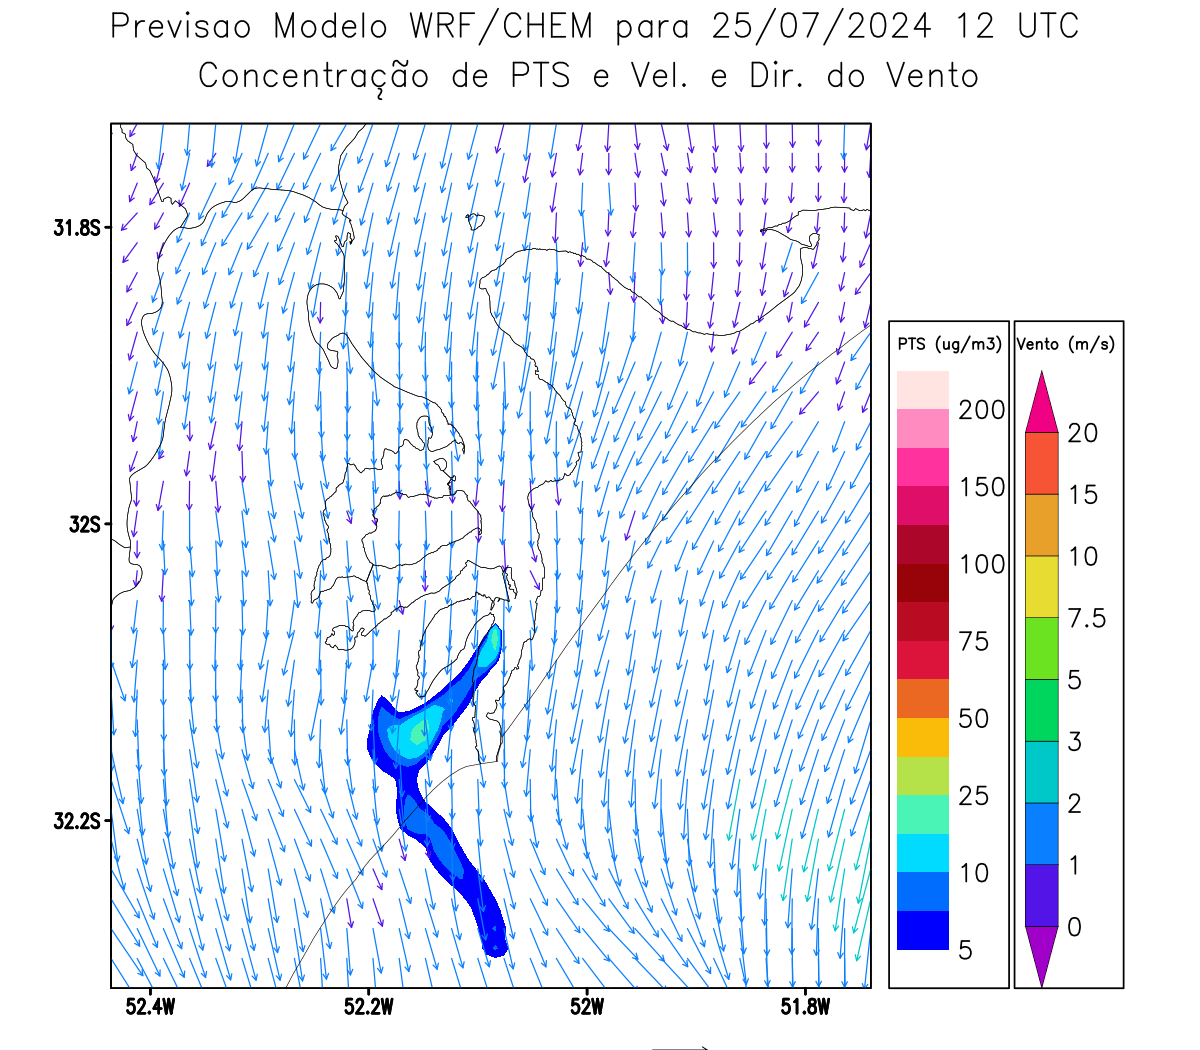 Previsao Modelo WRF/CHEM para 25/07/2024 12 UTC
Concentração de PTS e Vel. e Dir. do Vento
31.8S
32S
32.2S
52.4W 52.2W 52W 51.8W
PTS (ug/m3)
200
150
100
75
50
25
10
5
Vento (m/s)
20
15
10
7.5
5
3
2
1
0